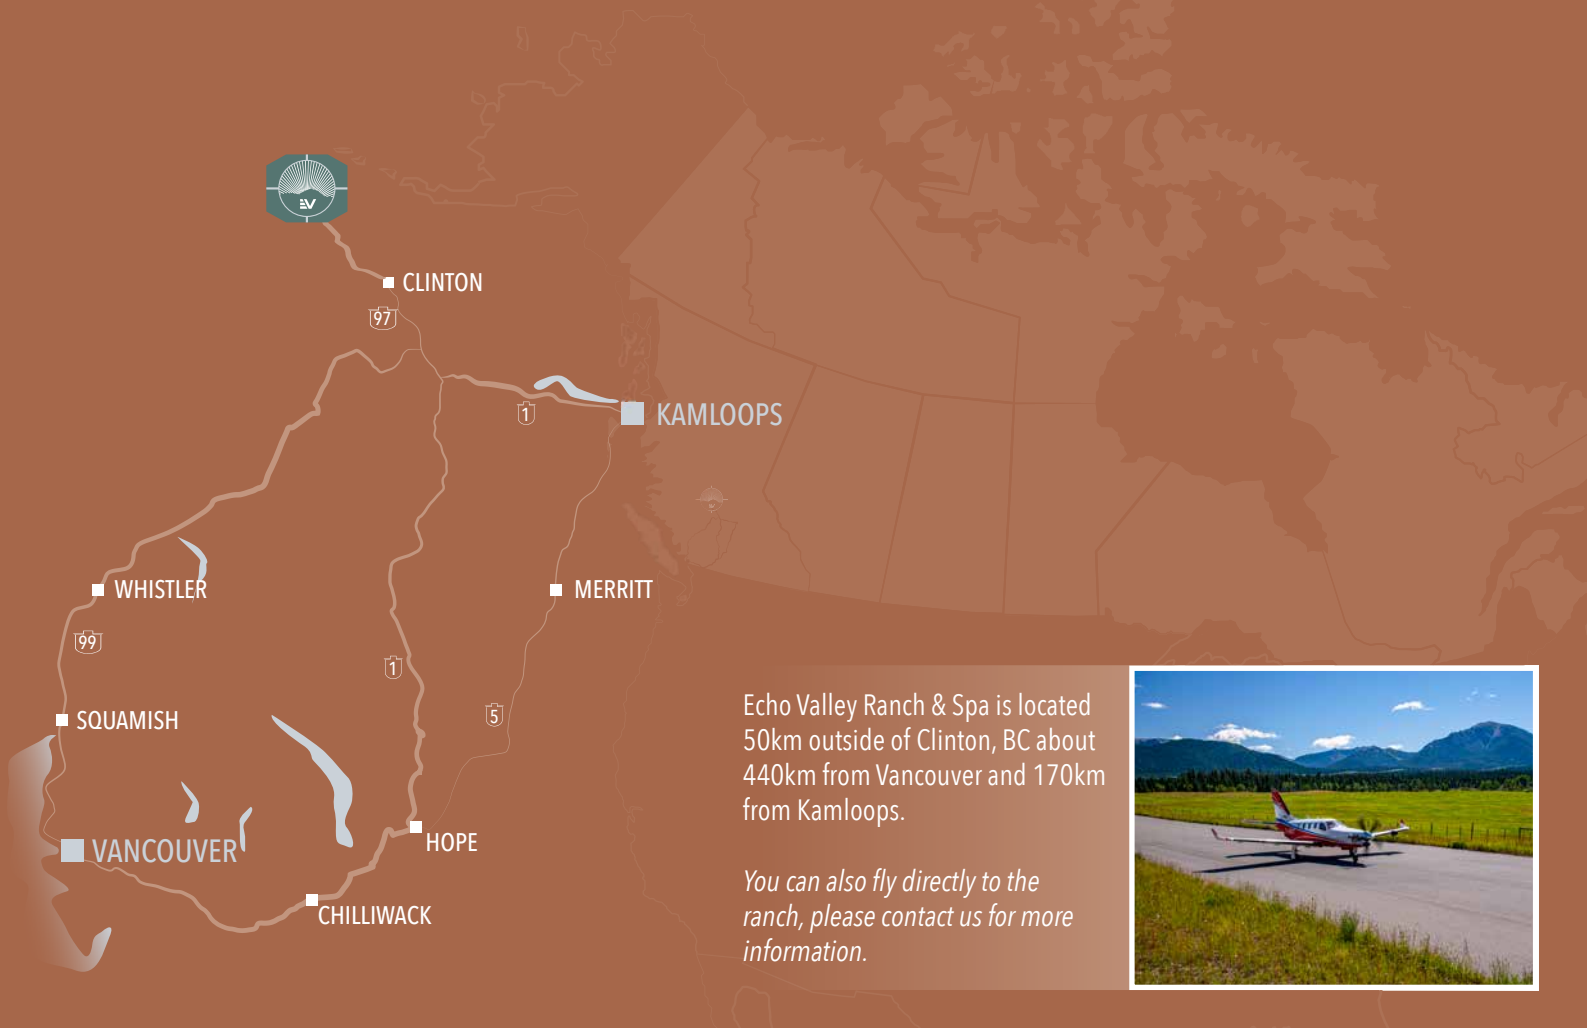 EV
CLINTON
97
1
KAMLOOPS
WHISTLER
MERRITT
99
1
SQUAMISH
5
VANCOUVER
HOPE
CHILLIWACK
Echo Valley Ranch & Spa is located
50km outside of Clinton, BC about
440km from Vancouver and 170km
from Kamloops.
You can also fly directly to the
ranch, please contact us for more
information.